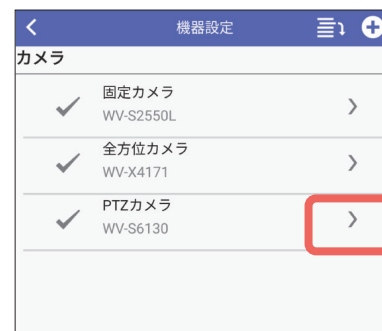 機器設定
カメラ
固定カメラ
WV-S2550L
全方位カメラ
WV-X4171
PTZカメラ
WV-S6130